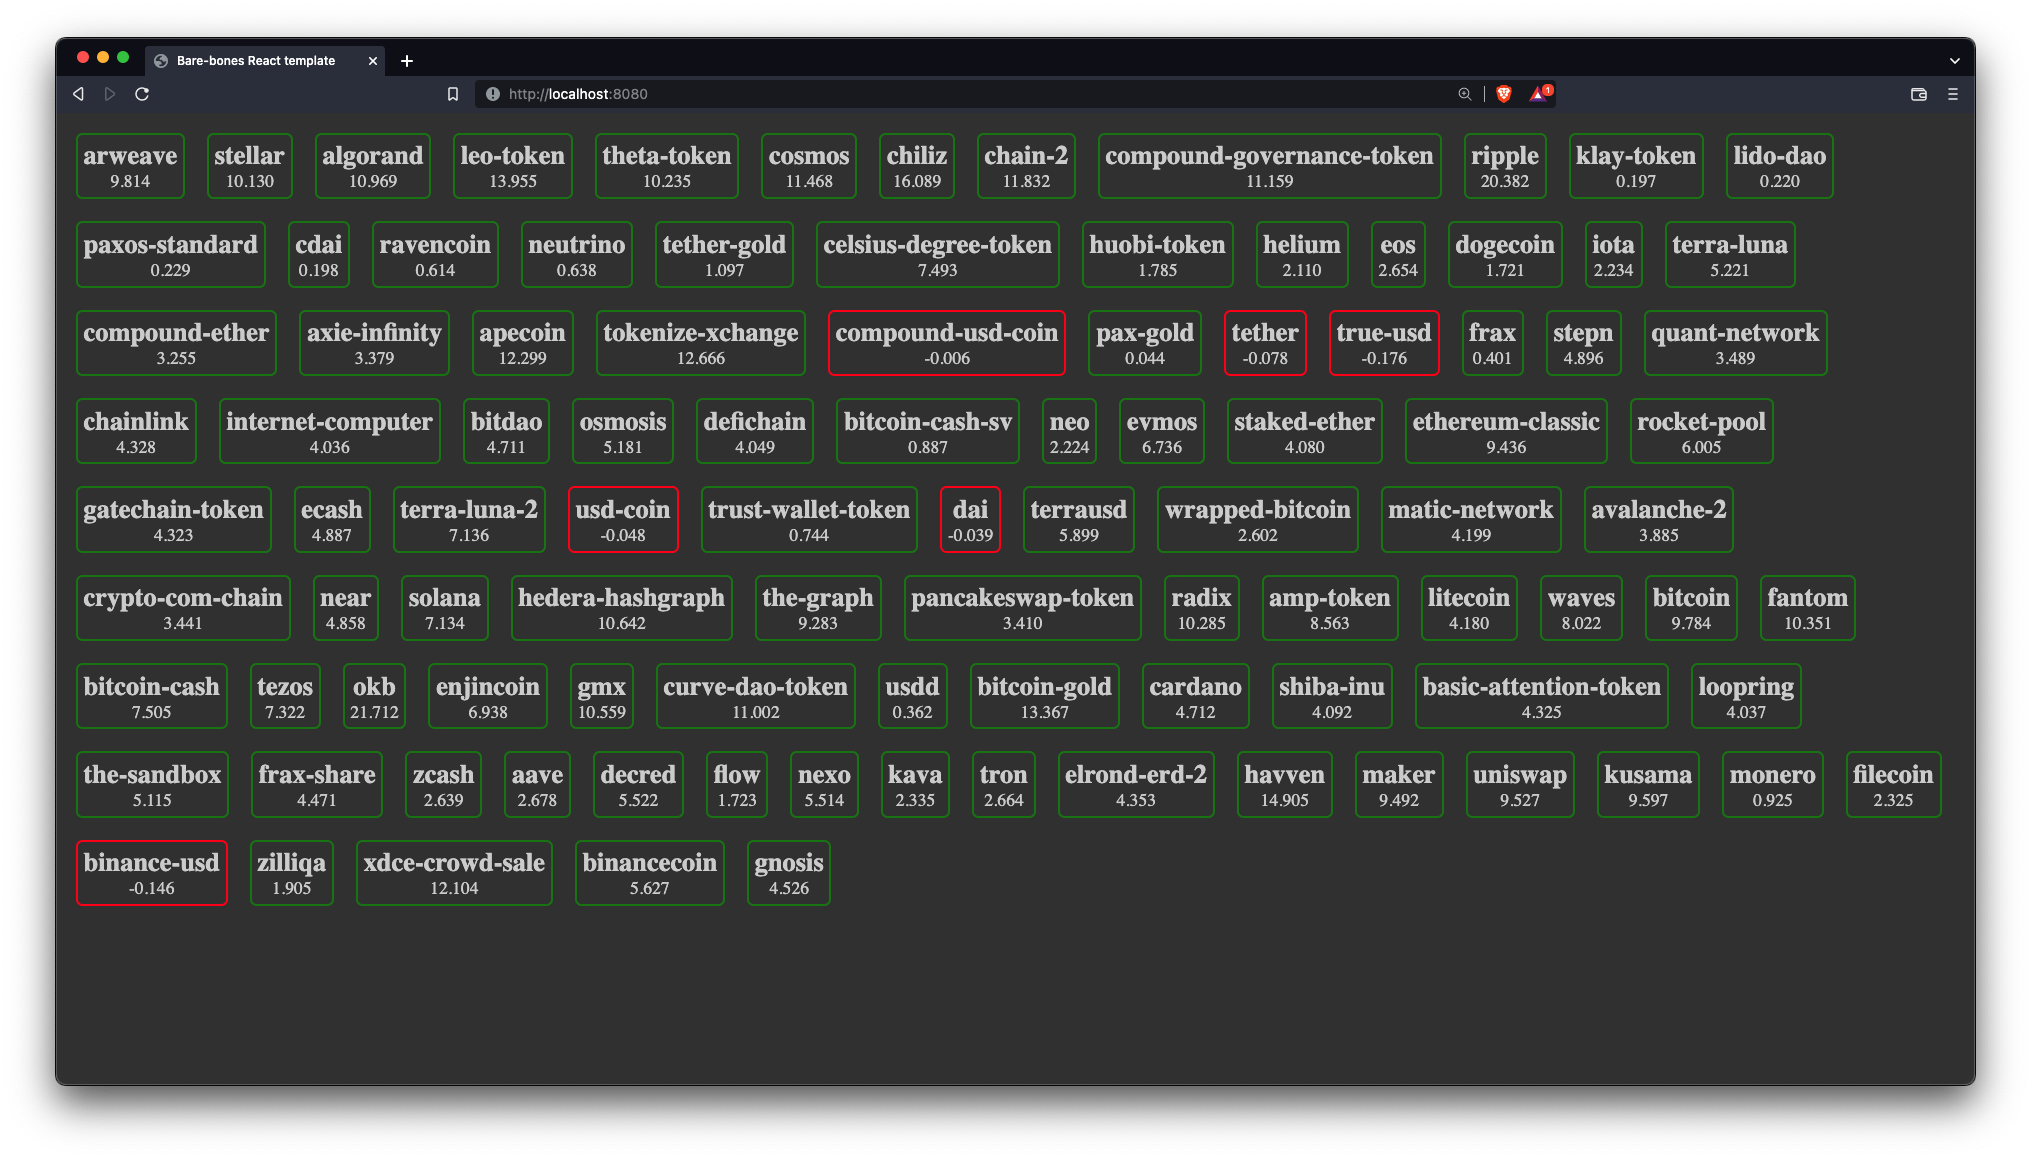 Bare-bones React template
http://localhost:8080
1
arweave stellar algorand leo-token theta-token cosmos chiliz chain-2 compound-governance-token ripple klay-token lido-dao
9.814 10.130 10.969 13.955 10.235 11.468 16.089 11.832 11.159 20.382 0.197 0.220
paxos-standard cdai ravencoin neutrino tether-gold celsius-degree-token huobi-token helium eos dogecoin iota terra-luna
0.229 0.198 0.614 0.638 1.097 7.493 1.785 2.110 2.654 1.721 2.234 5.221
compound-ether axie-infinity apecoin tokenize-xchange compound-usd-coin pax-gold tether true-usd frax stepn quant-network
3.255 3.379 12.299 12.666 -0.006 0.044 -0.078 -0.176 0.401 4.896 3.489
chainlink internet-computer bitdao osmosis defichain bitcoin-cash-sv neo evmos staked-ether ethereum-classic rocket-pool
4.328 4.036 4.711 5.181 4.049 0.887 2.224 6.736 4.080 9.436 6.005
gatechain-token ecash terra-luna-2 usd-coin trust-wallet-token dai terrausd wrapped-bitcoin matic-network avalanche-2
4.323 4.887 7.136 -0.048 0.744 -0.039 5.899 2.602 4.199 3.885
crypto-com-chain near solana hedera-hashgraph the-graph pancakeswap-token radix amp-token litecoin waves bitcoin fantom
3.441 4.858 7.134 10.642 9.283 3.410 10.285 8.563 4.180 8.022 9.784 10.351
bitcoin-cash tezos okb enjincoin gmx curve-dao-token usdd bitcoin-gold cardano shiba-inu basic-attention-token loopring
7.505 7.322 21.712 6.938 10.559 11.002 0.362 13.367 4.712 4.092 4.325 4.037
the-sandbox frax-share zcash aave decred flow nexo kava tron elrond-erd-2 havven maker uniswap kusama monero filecoin
5.115 4.471 2.639 2.678 5.522 1.723 5.514 2.335 2.664 4.353 14.905 9.492 9.527 9.597 0.925 2.325
binance-usd zilliqa xdce-crowd-sale binancecoin gnosis
-0.146 1.905 12.104 5.627 4.526